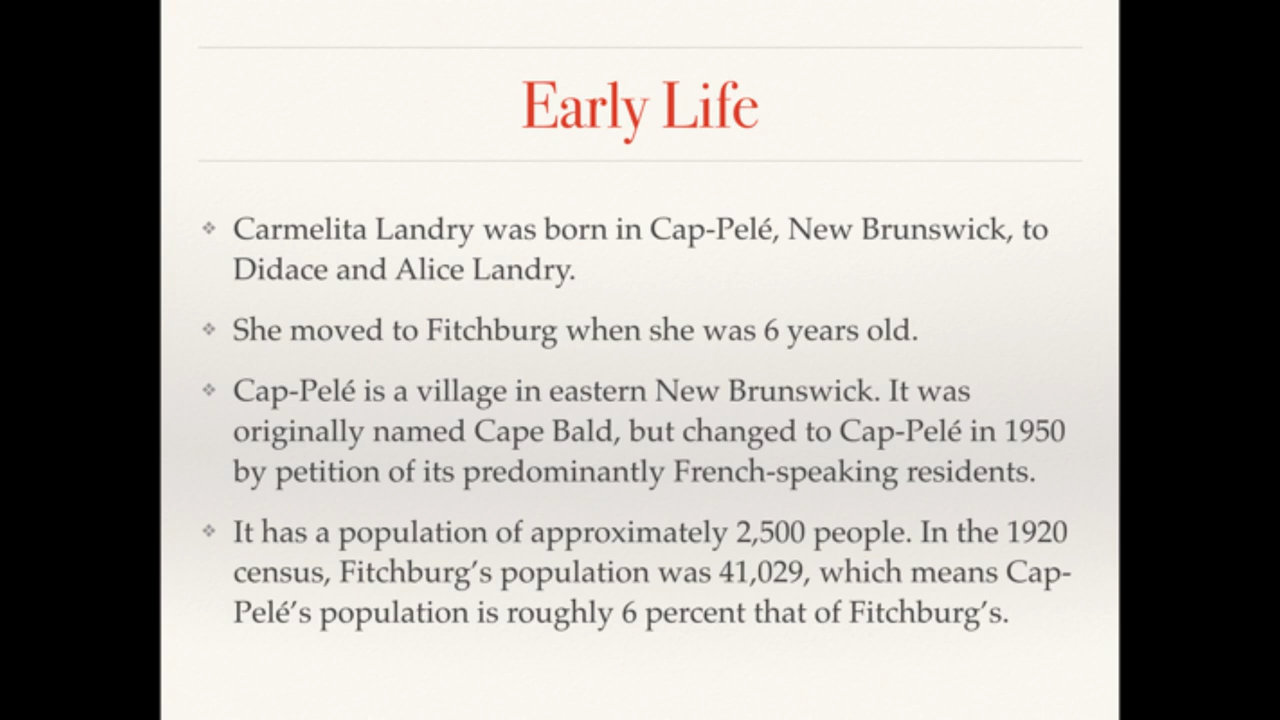 Early Life
Carmelita Landry was born in Cap-Pelé, New Brunswick, to
Didace and Alice Landry.
She moved to Fitchburg when she was 6 years old.
Cap-Pelé is a village in eastern New Brunswick. It was
originally named Cape Bald, but changed to Cap-Pelé in 1950
by petition of its predominantly French-speaking residents.
It has a population of approximately 2,500 people. In the 1920
census, Fitchburg’s population was 41,029, which means Cap-
Pelé’s population is roughly 6 percent that of Fitchburg’s.